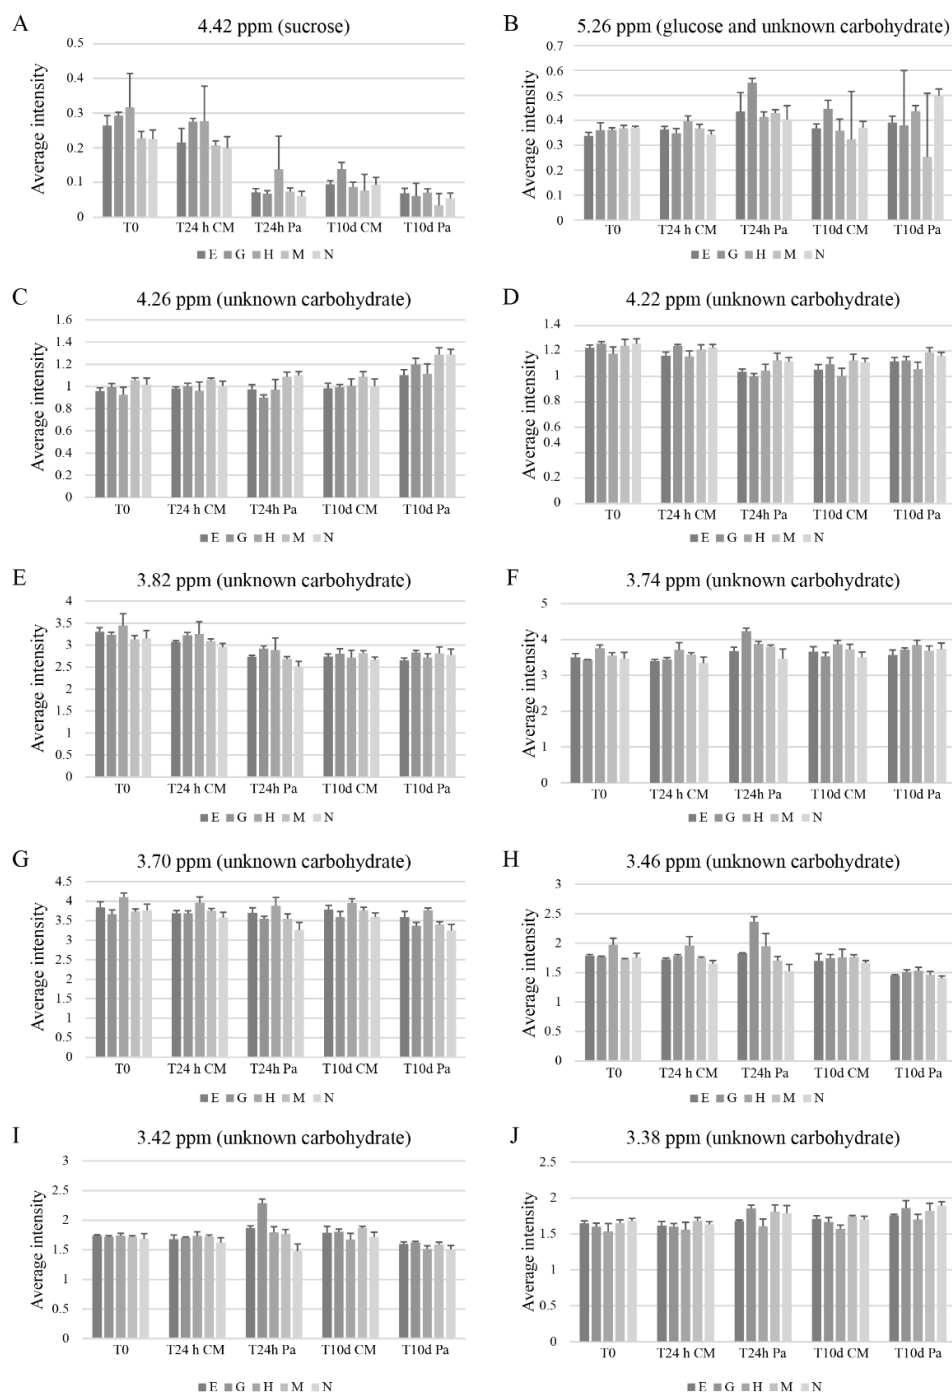 A
4.42 ppm (sucrose)
Average intensity
0.5
0.4
0.3
0.2
0.1
0
T0 T24 h CM T24h Pa T10d CM T10d Pa
E G H M N
B
5.26 ppm (glucose and unknown carbohydrate)
Average intensity
0.7
0.6
0.5
0.4
0.3
0.2
0.1
0
T0 T24 h CM T24h Pa T10d CM T10d Pa
E G H M N
C
4.26 ppm (unknown carbohydrate)
Average intensity
1.6
1.4
1.2
1
0.8
0.6
0.4
0.2
0
T0 T24 h CM T24h Pa T10d CM T10d Pa
E G H M N
D
4.22 ppm (unknown carbohydrate)
Average intensity
1.4
1.2
1
0.8
0.6
0.4
0.2
0
T0 T24 h CM T24h Pa T10d CM T10d Pa
E G H M N
E
3.82 ppm (unknown carbohydrate)
Average intensity
4
3.5
3
2.5
2
1.5
1
0.5
0
T0 T24 h CM T24h Pa T10d CM T10d Pa
E G H M N
F
3.74 ppm (unknown carbohydrate)
Average intensity
5
4
3
2
1
0
T0 T24 h CM T24h Pa T10d CM T10d Pa
E G H M N
G
3.70 ppm (unknown carbohydrate)
Average intensity
4.5
4
3.5
3
2.5
2
1.5
1
0.5
0
T0 T24 h CM T24h Pa T10d CM T10d Pa
E G H M N
H
3.46 ppm (unknown carbohydrate)
Average intensity
3
2.5
2
1.5
1
0.5
0
T0 T24 h CM T24h Pa T10d CM T10d Pa
E G H M N
I
3.42 ppm (unknown carbohydrate)
Average intensity
3
2.5
2
1.5
1
0.5
0
T0 T24 h CM T24h Pa T10d CM T10d Pa
E G H M N
J
3.38 ppm (unknown carbohydrate)
Average intensity
2.5
2
1.5
1
0.5
0
T0 T24 h CM T24h Pa T10d CM T10d Pa
E G H M N